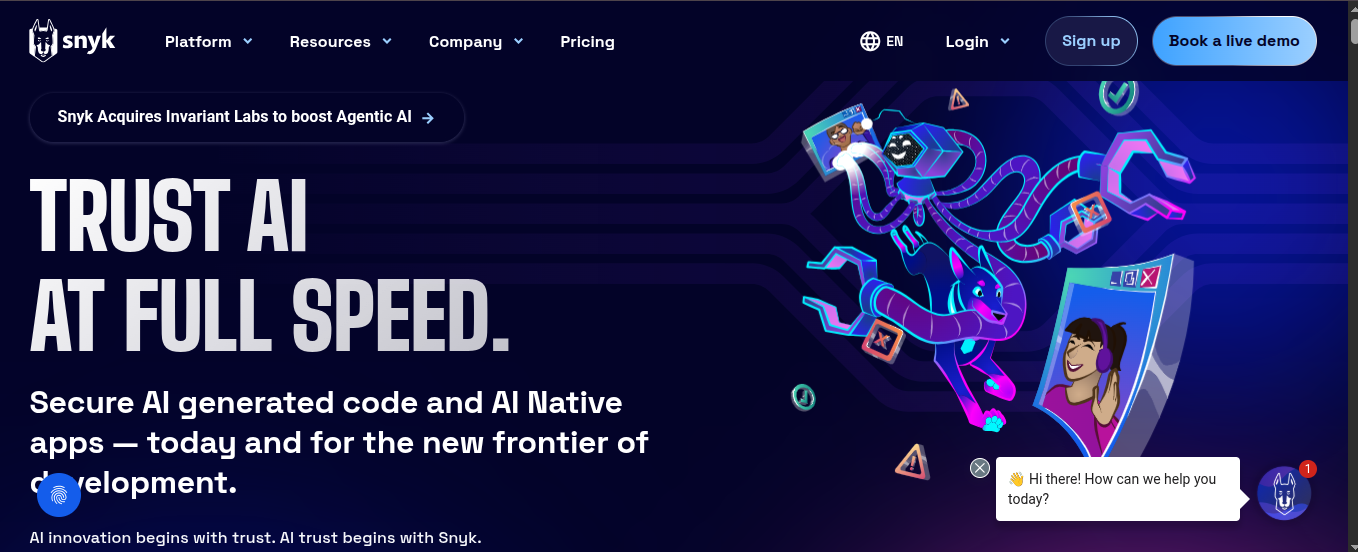 snyk
Platform
Resources
Company
Pricing
EN
Login
Sign up
Book a live demo
Snyk Acquires Invariant Labs to boost Agentic AI
TRUST AI
AT FULL SPEED.
Secure AI generated code and AI Native
apps — today and for the new frontier of
development.
AI innovation begins with trust. AI trust begins with Snyk.
👋 Hi there! How can we help you
today?
1